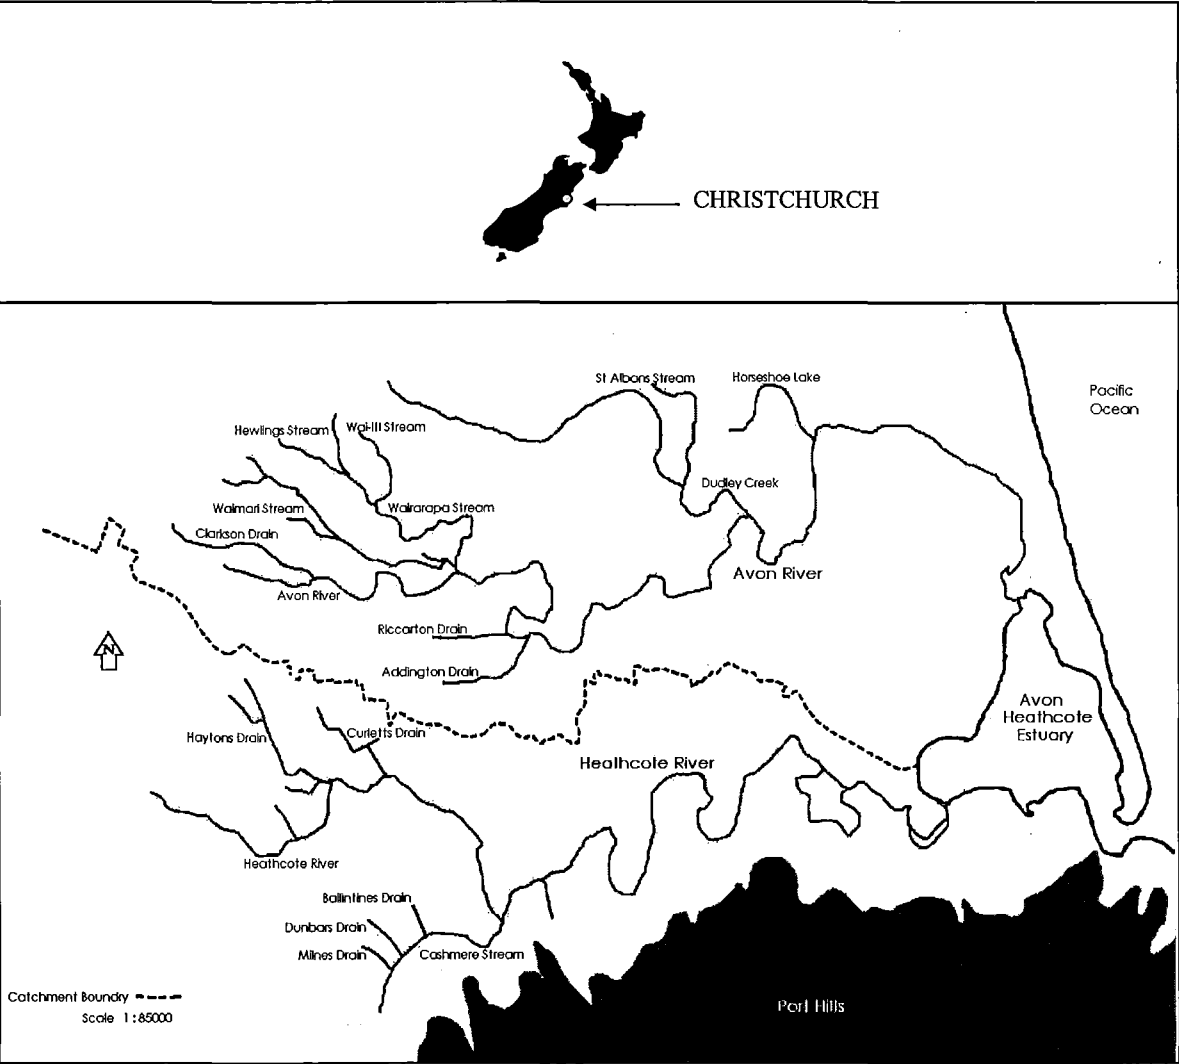 CHRISTCHURCH
St Albans Stream
Horseshoe Lake
Pacific
Ocean
Hewlings Stream
Wai-iti Stream
Dudley Creek
Waimari Stream
Wairarapa Stream
Clarkson Drain
Avon River
Avon River
Riccarton Drain
N
Addington Drain
Avon
Heathcote
Estuary
Haytons Drain
Curletts Drain
Heathcote River
Heathcote River
Ballintines Drain
Dunbars Drain
Milnes Drain
Cashmere Stream
Catchment Boundry
Scale 1:85000
Port Hills